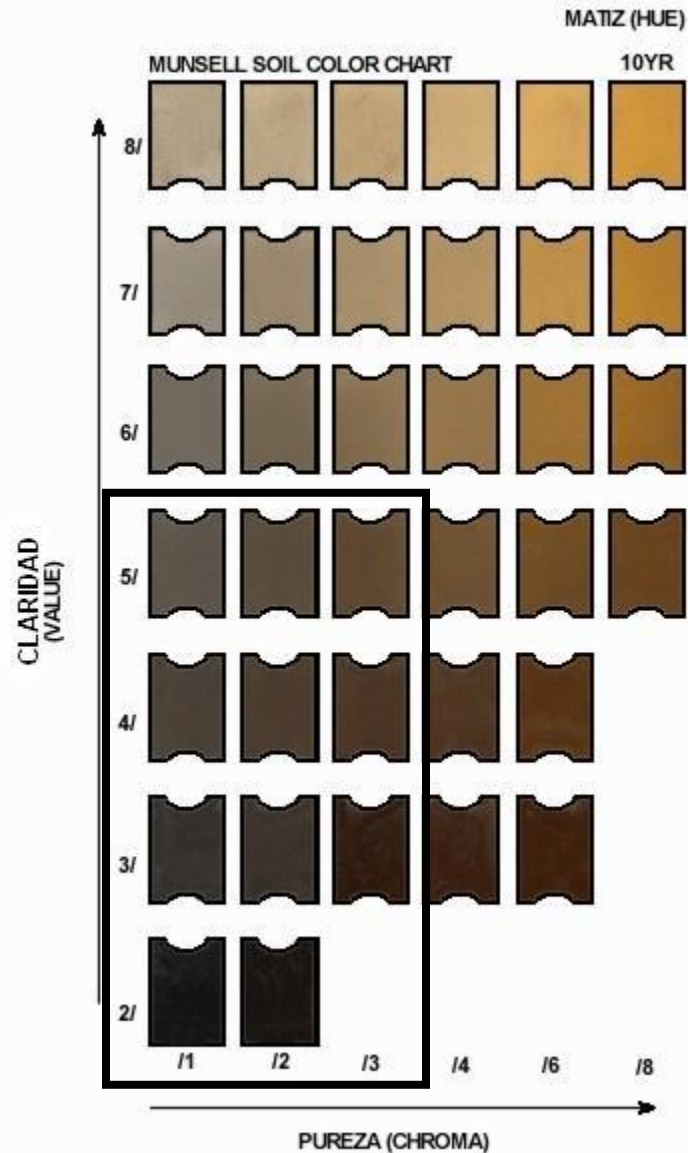 MATIZ (HUE)
MUNSELL SOIL COLOR CHART 10YR
8/
7/
6/
CLARIDAD
(VALUE)
5/
4/
3/
2/
/1 /2 /3 /4 /6 /8
PUREZA (CHROMA)